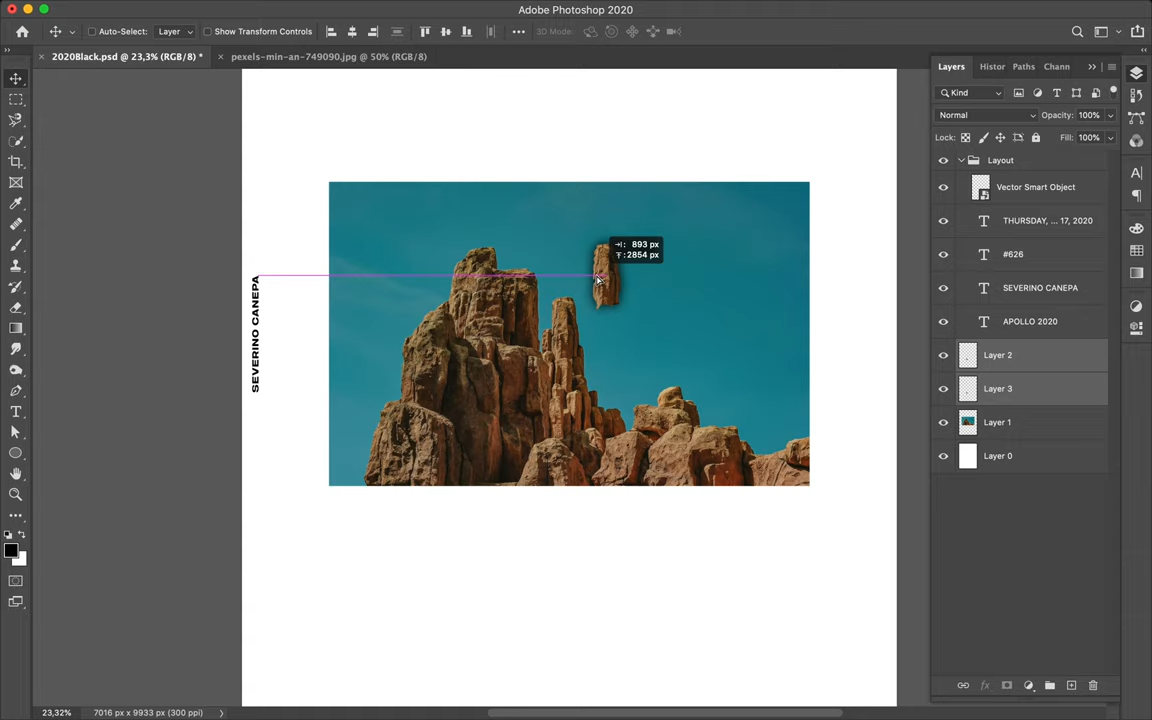 Adobe Photoshop 2020
Auto-Select: Layer Show Transform Controls 3D Mode:
2020Black.psd @ 23,3% (RGB/8) * pexels-min-an-749090.jpg @ 50% (RGB/8)
Layers Histor Paths Chann
Kind
Normal Opacity: 100%
Lock: Fill: 100%
Layout
Vector Smart Object
THURSDAY, ... 17, 2020
#626
SEVERINO CANEPA
APOLLO 2020
Layer 2
Layer 3
Layer 1
Layer 0
893 px
2854 px
SEVERINO CANEPA
23,32% 7016 px x 9933 px (300 ppi)